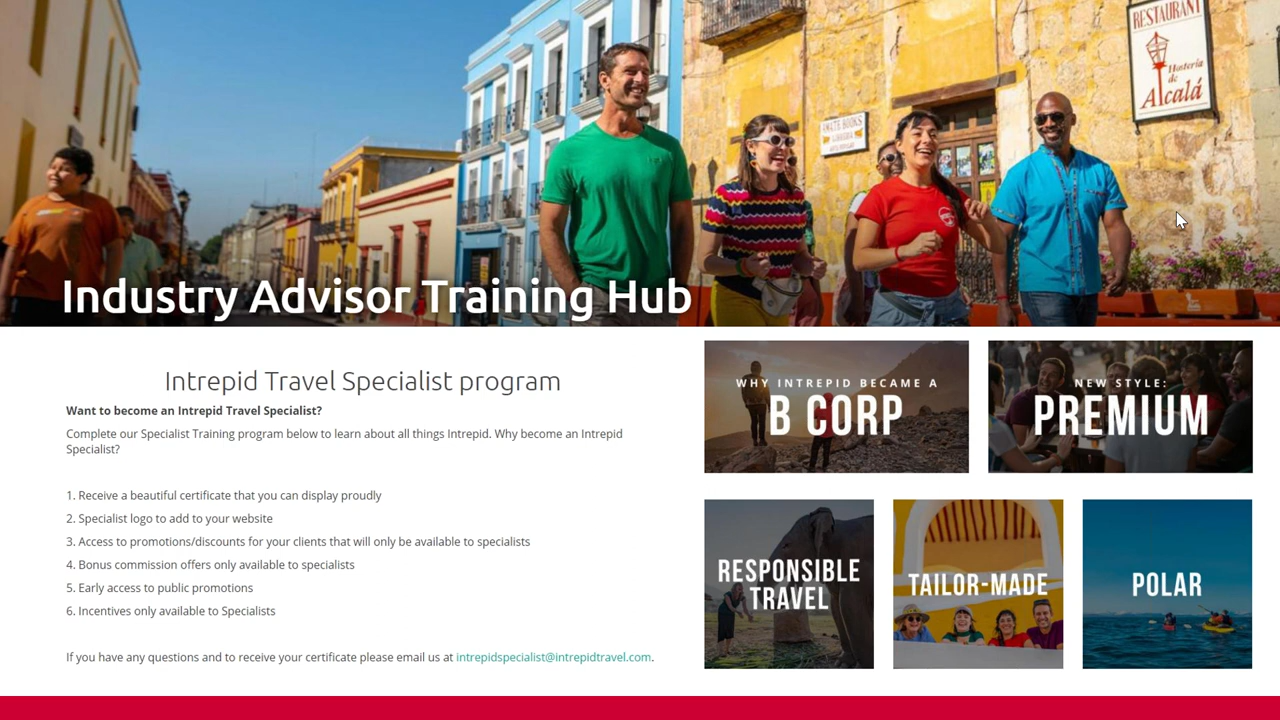 RESTAURANT
Hostería
de
Alcalá
AMATE BOOKS
Industry Advisor Training Hub
Intrepid Travel Specialist program
Want to become an Intrepid Travel Specialist?
Complete our Specialist Training program below to learn about all things Intrepid. Why become an Intrepid
Specialist?
1. Receive a beautiful certificate that you can display proudly
2. Specialist logo to add to your website
3. Access to promotions/discounts for your clients that will only be available to specialists
4. Bonus commission offers only available to specialists
5. Early access to public promotions
6. Incentives only available to Specialists
If you have any questions and to receive your certificate please email us at intrepidspecialist@intrepidtravel.com.
WHY INTREPID BECAME A
B CORP
NEW STYLE:
PREMIUM
RESPONSIBLE
TRAVEL
TAILOR-MADE
POLAR